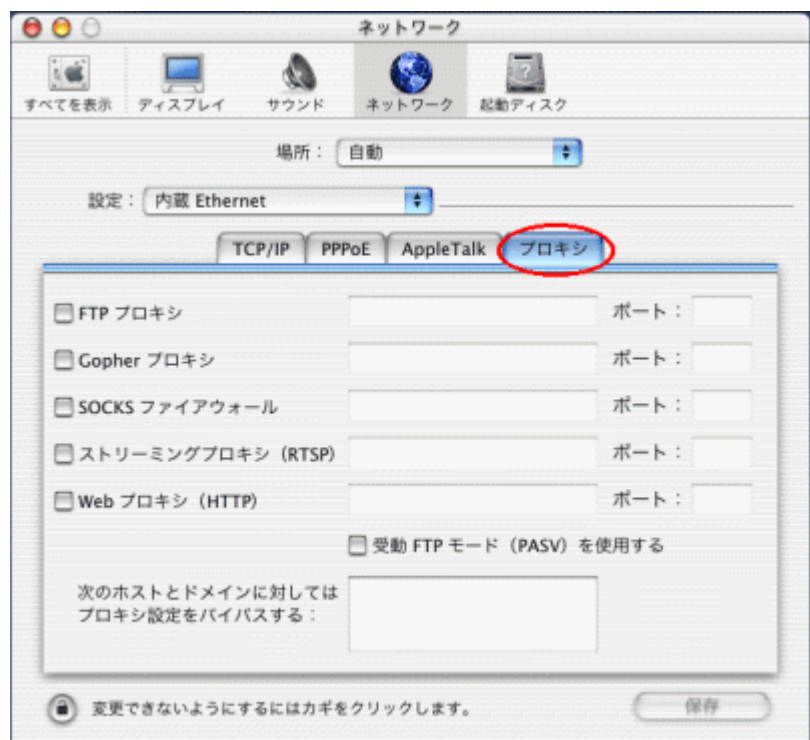 ネットワーク
すべてを表示 ディスプレイ サウンド ネットワーク 起動ディスク
場所： 自動
設定： 内蔵 Ethernet
TCP/IP PPPoE AppleTalk プロキシ
FTP プロキシ ポート：
Gopher プロキシ ポート：
SOCKS ファイアウォール ポート：
ストリーミングプロキシ（RTSP） ポート：
Web プロキシ（HTTP） ポート：
受動 FTP モード（PASV）を使用する
次のホストとドメインに対しては
プロキシ設定をバイパスする：
変更できないようにするにはカギをクリックします。 保存